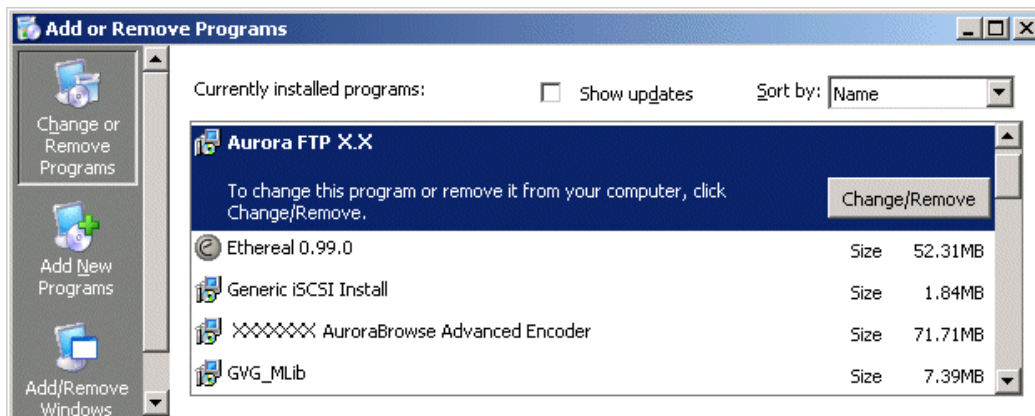 Add or Remove Programs
Change or
Remove
Programs
Add New
Programs
Add/Remove
Windows
Currently installed programs:
Show updates
Sort by:
Name
Aurora FTP X.X
To change this program or remove it from your computer, click
Change/Remove.
Change/Remove
Ethereal 0.99.0
Size 52.31MB
Generic iSCSI Install
Size 1.84MB
XXXXXXX AuroraBrowse Advanced Encoder
Size 71.71MB
GVG_MLib
Size 7.39MB